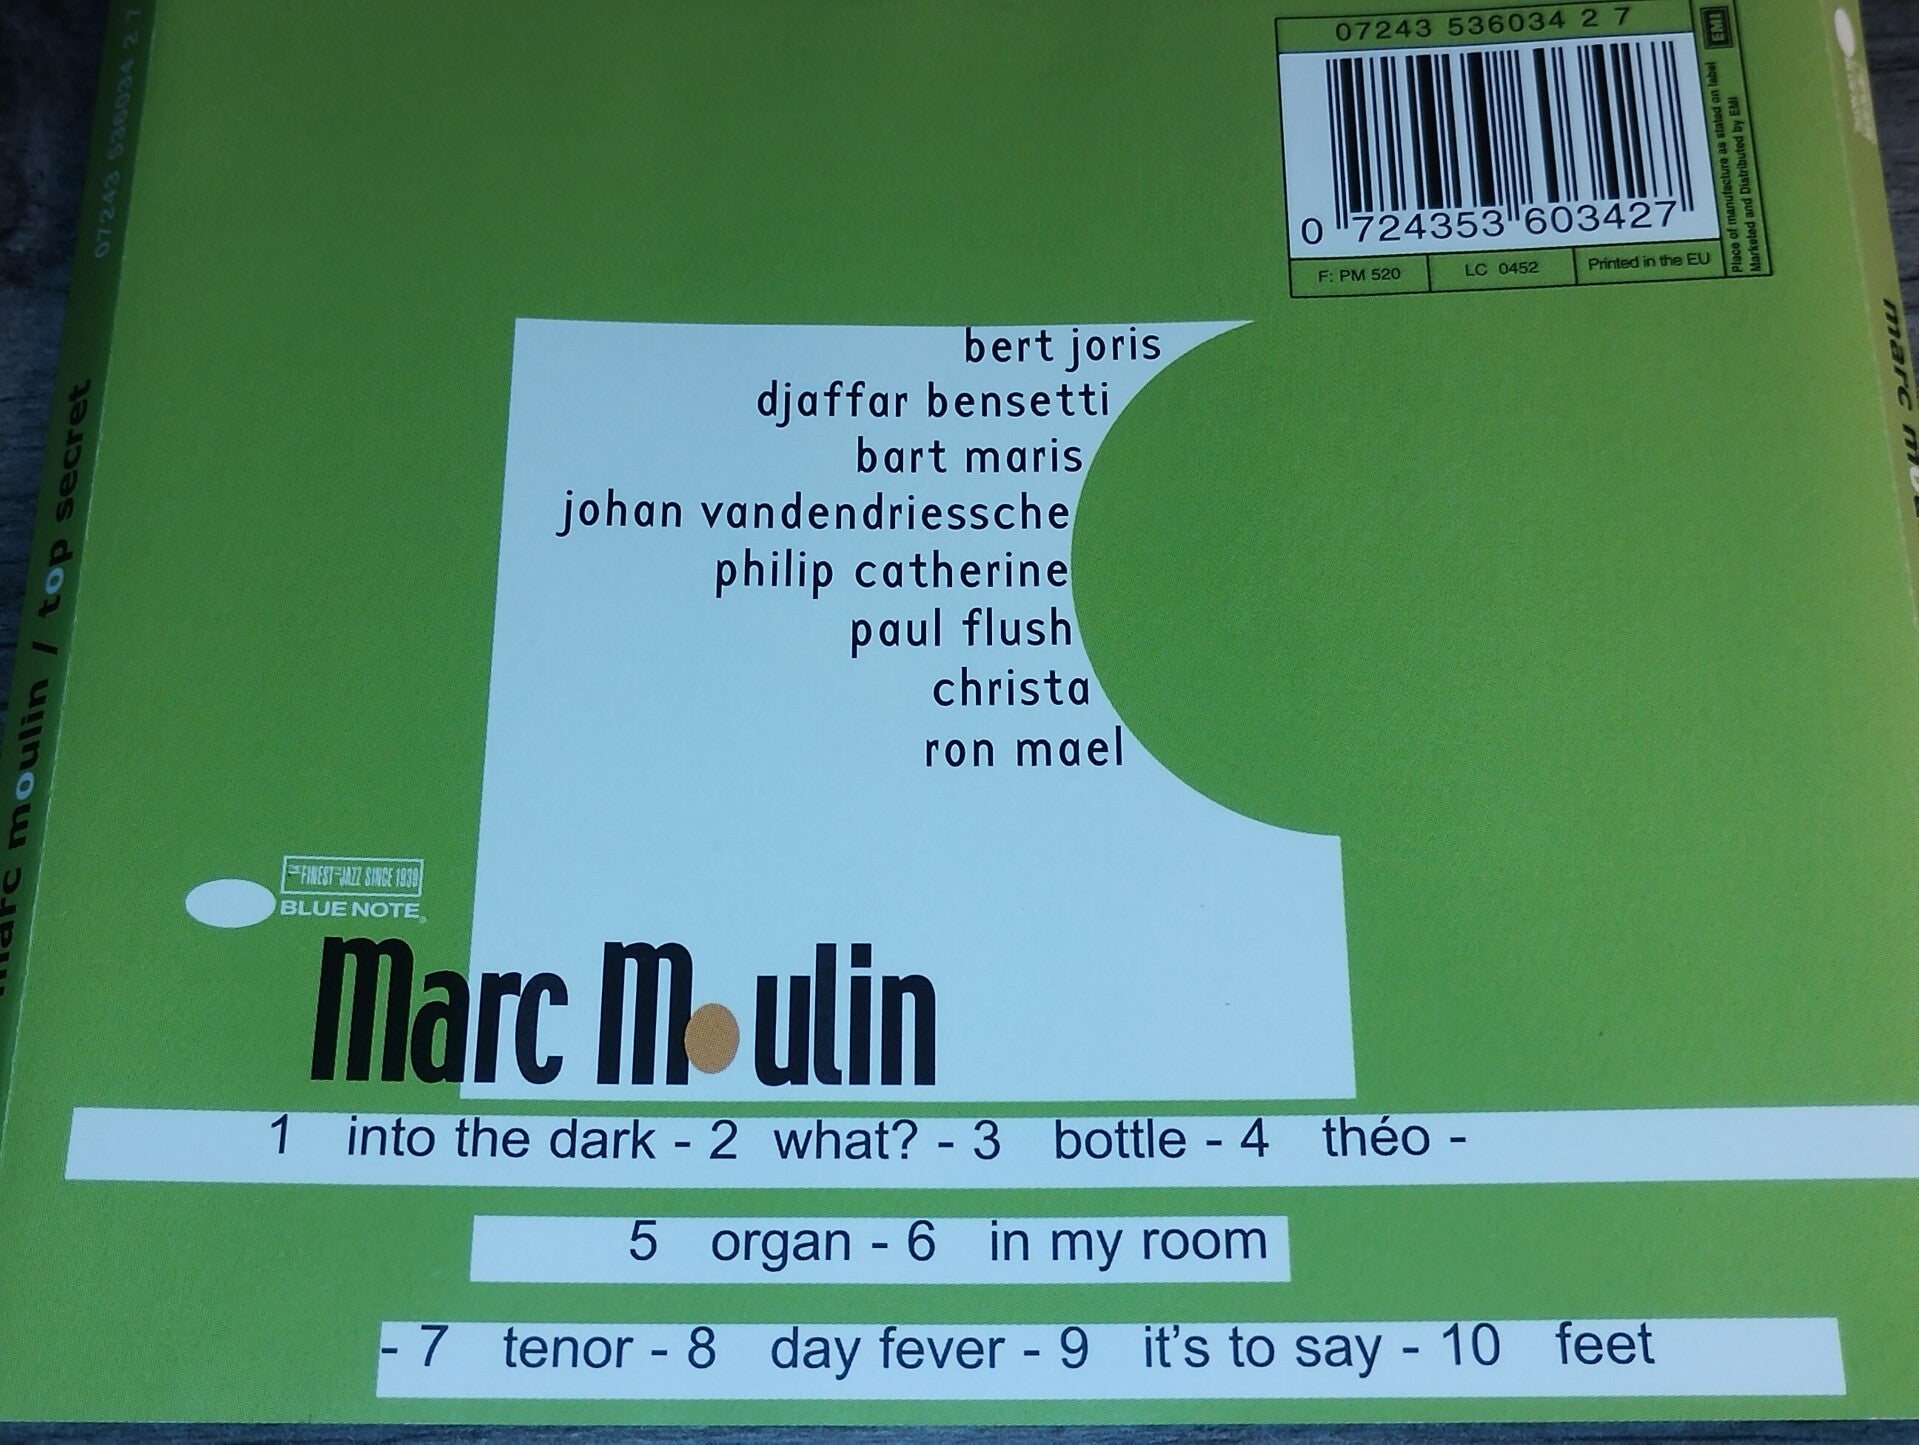 07243 536034 2 7
EMI
0 724353 603427
F: PM 520
LC 0452
Printed in the EU
Place of manufacture as stated on label
Marketed and Distributed by EMI
07243 536034 2 7
marc moulin / top secret
bert joris
djaffar bensetti
bart maris
johan vandendriessche
philip catherine
paul flush
christa
ron mael
THE FINEST IN JAZZ SINCE 1939
BLUE NOTE
marc moulin
1 into the dark - 2 what? - 3 bottle - 4 théo -
5 organ - 6 in my room
- 7 tenor - 8 day fever - 9 it's to say - 10 feet
marc